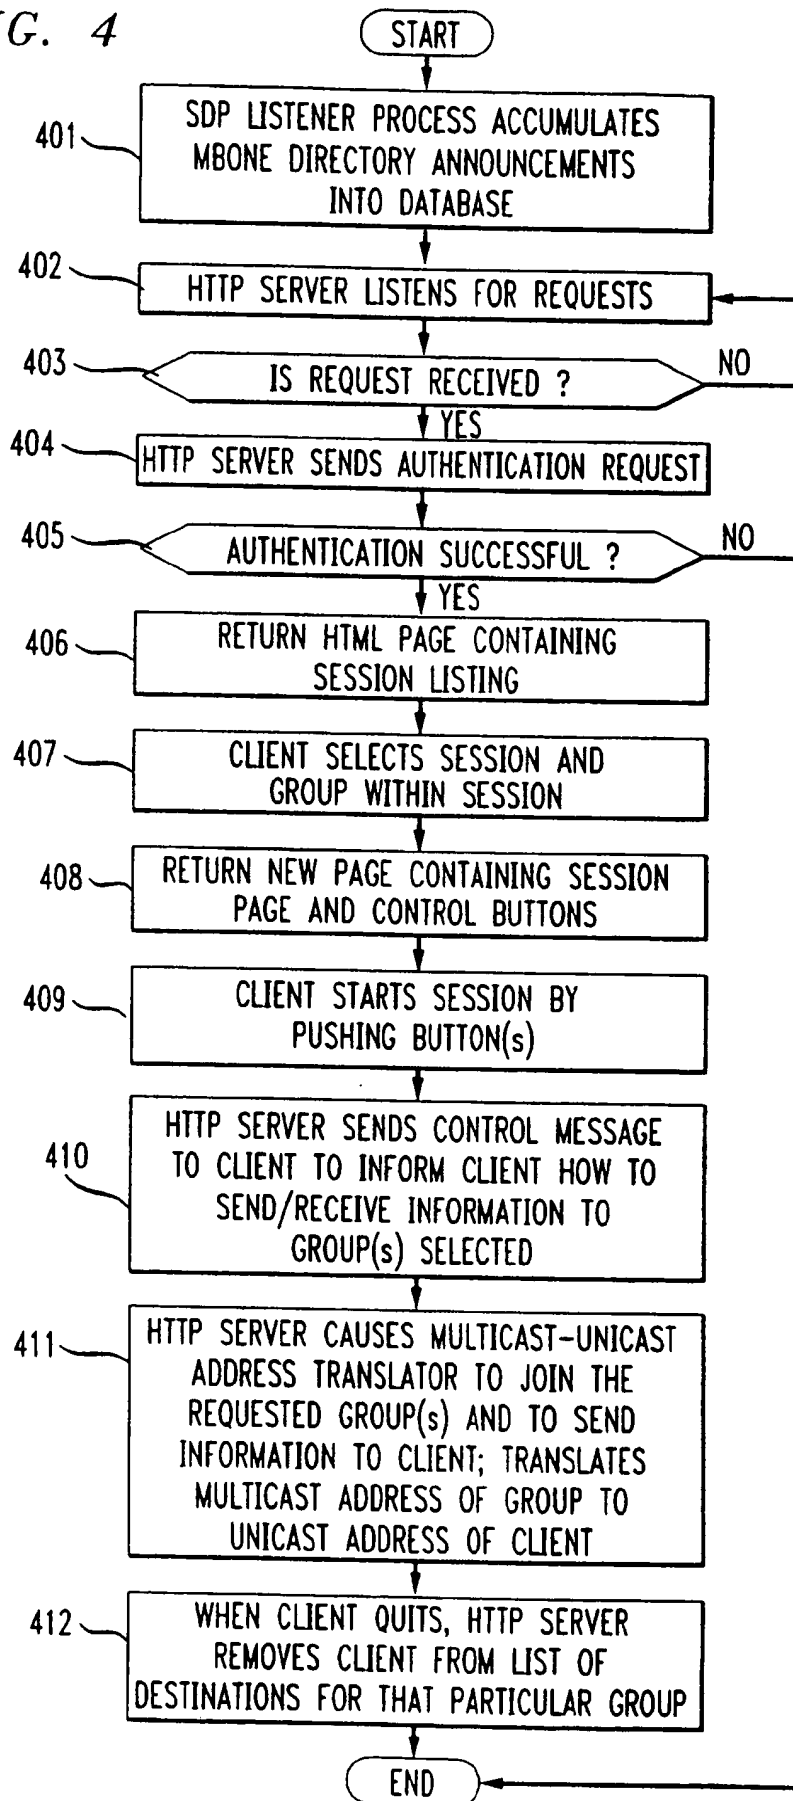 G. 4
START
401
SDP LISTENER PROCESS ACCUMULATES
MBONE DIRECTORY ANNOUNCEMENTS
INTO DATABASE
402
HTTP SERVER LISTENS FOR REQUESTS
403
IS REQUEST RECEIVED ?
NO
YES
404
HTTP SERVER SENDS AUTHENTICATION REQUEST
405
AUTHENTICATION SUCCESSFUL ?
NO
YES
406
RETURN HTML PAGE CONTAINING
SESSION LISTING
407
CLIENT SELECTS SESSION AND
GROUP WITHIN SESSION
408
RETURN NEW PAGE CONTAINING SESSION
PAGE AND CONTROL BUTTONS
409
CLIENT STARTS SESSION BY
PUSHING BUTTON(s)
410
HTTP SERVER SENDS CONTROL MESSAGE
TO CLIENT TO INFORM CLIENT HOW TO
SEND/RECEIVE INFORMATION TO
GROUP(s) SELECTED
411
HTTP SERVER CAUSES MULTICAST-UNICAST
ADDRESS TRANSLATOR TO JOIN THE
REQUESTED GROUP(s) AND TO SEND
INFORMATION TO CLIENT; TRANSLATES
MULTICAST ADDRESS OF GROUP TO
UNICAST ADDRESS OF CLIENT
412
WHEN CLIENT QUITS, HTTP SERVER
REMOVES CLIENT FROM LIST OF
DESTINATIONS FOR THAT PARTICULAR GROUP
END